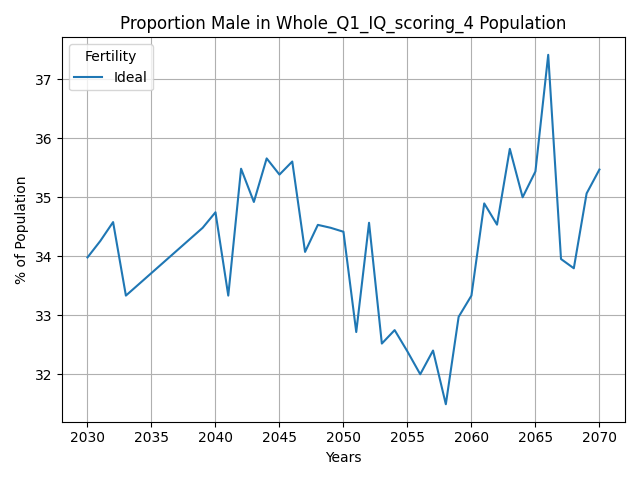 Proportion Male in Whole_Q1_IQ_scoring_4 Population
Fertility
Ideal
37
36
35
34
33
32
% of Population
2030 2035 2040 2045 2050 2055 2060 2065 2070
Years